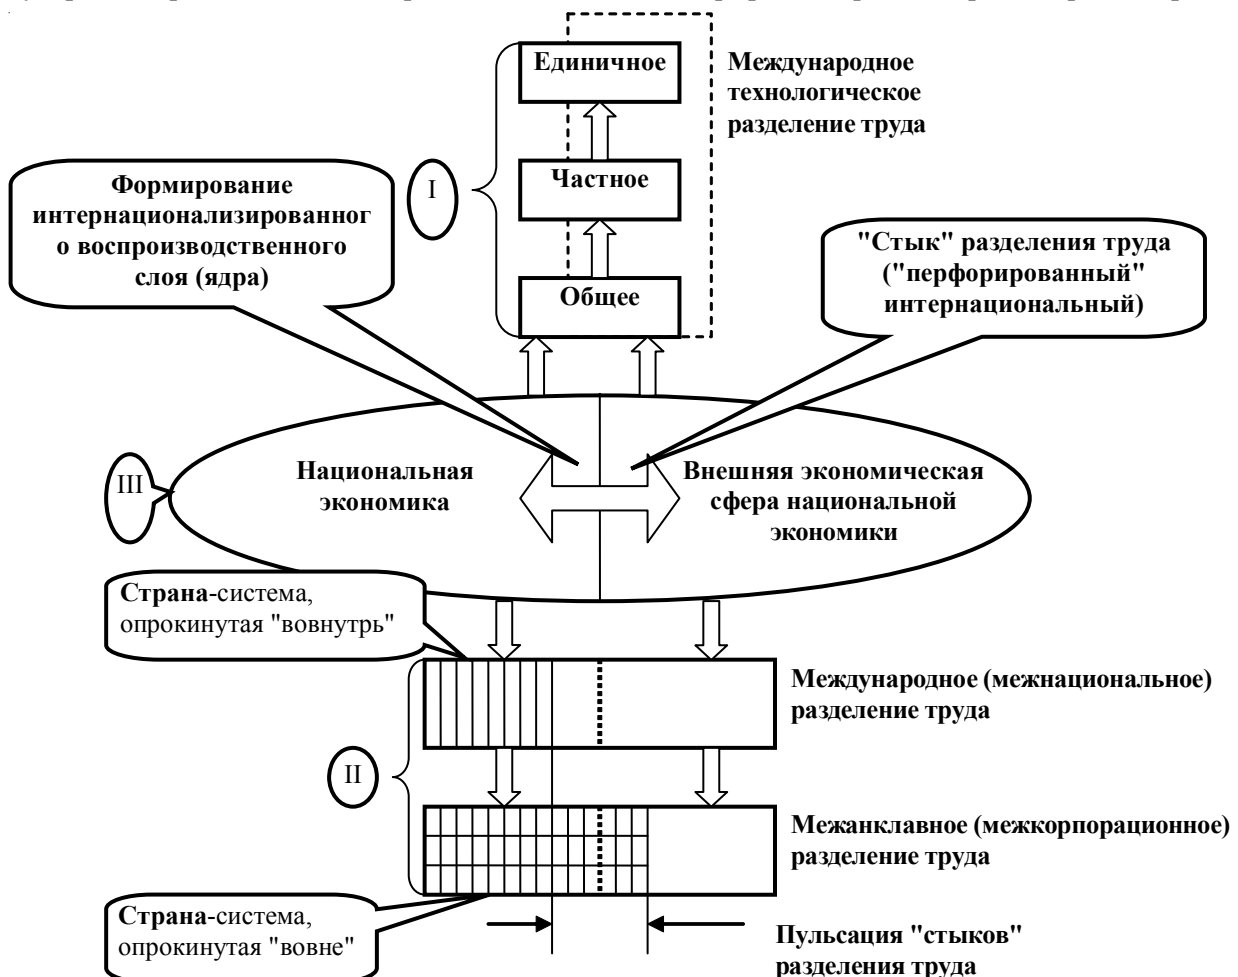 Единичное
Международное
технологическое
разделение труда
I
Частное
Формирование
интернационализированног
о воспроизводственного
слоя (ядра)
"Стык" разделения труда
("перфорированный"
интернациональный)
Общее
III
Национальная
экономика
Внешняя экономическая
сфера национальной
экономики
Страна-система,
опрокинутая "вовнутрь"
Международное (межнациональное)
разделение труда
II
Межанклавное (межкорпорационное)
разделение труда
Страна-система,
опрокинутая "вовне"
Пульсация "стыков"
разделения труда